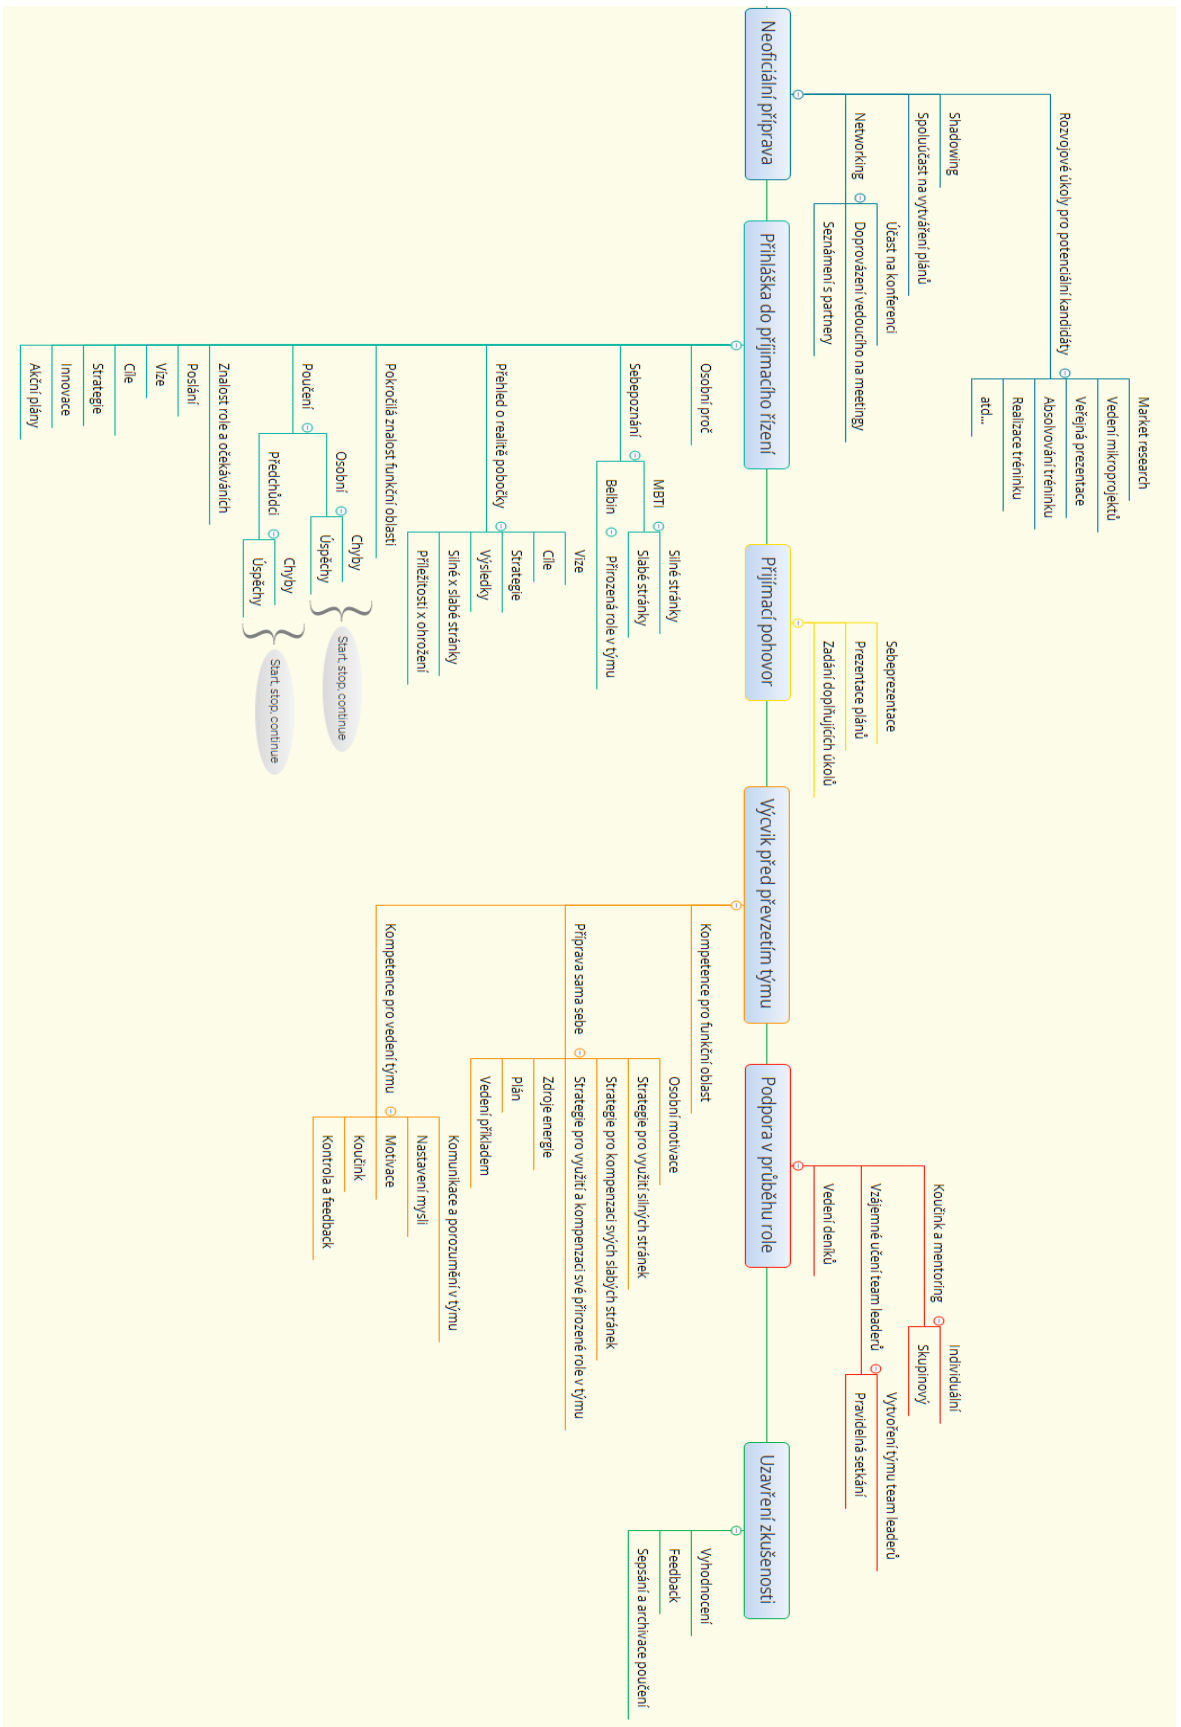 Neoficiální příprava
Rozvojové úkoly pro potenciální kandidáty
Market research
Vedení mikroprojektů
Veřejná prezentace
Absolvování tréninku
Realizace tréninku
atd...
Shadowing
Spoluúčast na vytváření plánů
Networking
Účast na konferenci
Doprovázení vedoucího na meetingy
Seznámení s partnery
Přihláška do přijimacího řízení
Osobní proč
Sebepoznání
MBTI
Silné stránky
Slabé stránky
Belbin
Přirozená role v týmu
Přehled o realitě pobočky
Vize
Cíle
Strategie
Výsledky
Silné x slabé stránky
Příležitosti x ohrožení
Pokročilá znalost funkční oblasti
Poučení
Osobní
Chyby
Úspěchy
Start, stop, continue
Předchůdci
Chyby
Úspěchy
Start, stop, continue
Znalost role a očekáváních
Poslání
Vize
Cíle
Strategie
Innovace
Akční plány
Přijímací pohovor
Sebeprezentace
Prezentace plánů
Zadání doplňujících úkolů
Výcvik před převzetím týmu
Kompetence pro funkční oblast
Příprava sama sebe
Osobní motivace
Strategie pro využití silných stránek
Strategie pro kompenzaci svých slabých stránek
Strategie pro využití a kompenzaci své přirozené role v týmu
Zdroje energie
Plán
Vedení příkladem
Kompetence pro vedení týmu
Komunikace a porozumění v týmu
Nastavení mysli
Motivace
Koučink
Kontrola a feedback
Podpora v průběhu role
Koučink a mentoring
Individuální
Skupinový
Vzájemné učení team leaderů
Vytvoření týmu team leaderů
Pravidelná setkání
Vedení deníků
Uzavření zkušenosti
Vyhodnocení
Feedback
Sepsání a archivace poučení